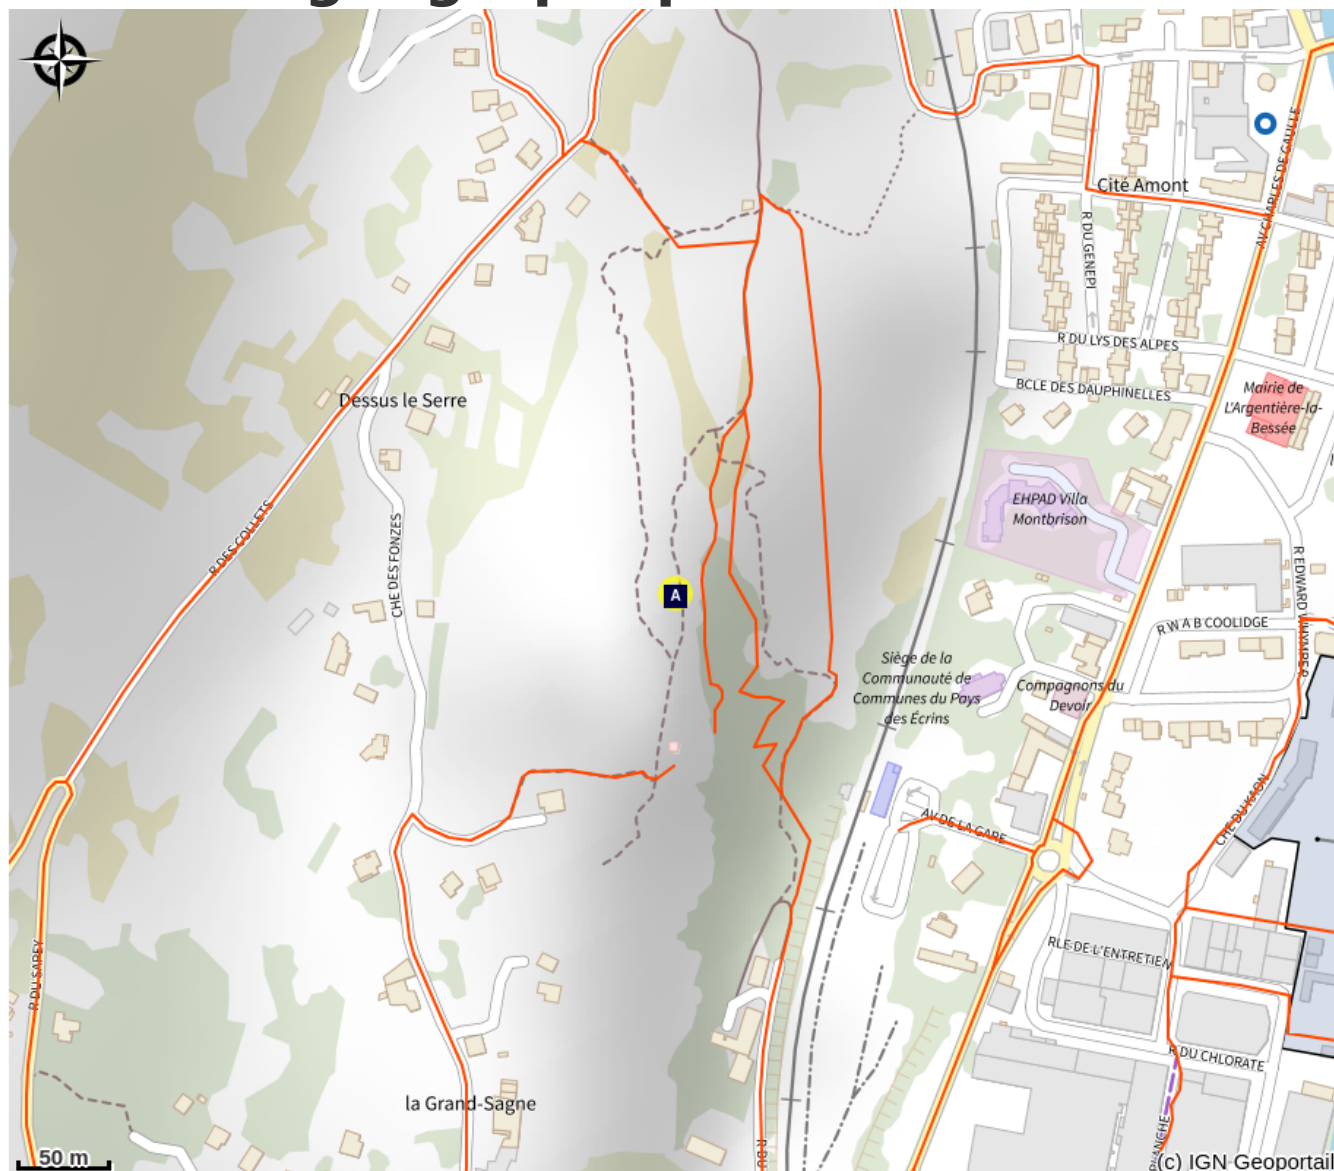 Cité Amont
AV CHARLES DE GAULLE
R DU GENEPI
R DU LYS DES ALPES
BCLE DES DAUPHINELLES
Mairie de
L'Argentière-la-
Bessée
Dessus le Serre
EHPAD Villa
Montbrison
R DES COLLETS
CHE DES FONZES
A
R EDWARD WHYMPER
R W A B COOLIDGE
Siège de la
Communauté de
Communes du Pays
des Écrins
Compagnons du
Devoir
AV DE LA GARE
CHE DU KAON
R DU SAPEY
RLE DE L'ENTRETIEN
R DU CHLORATE
la Grand-Sagne
R DU
50 m
(c) IGN Geoportail